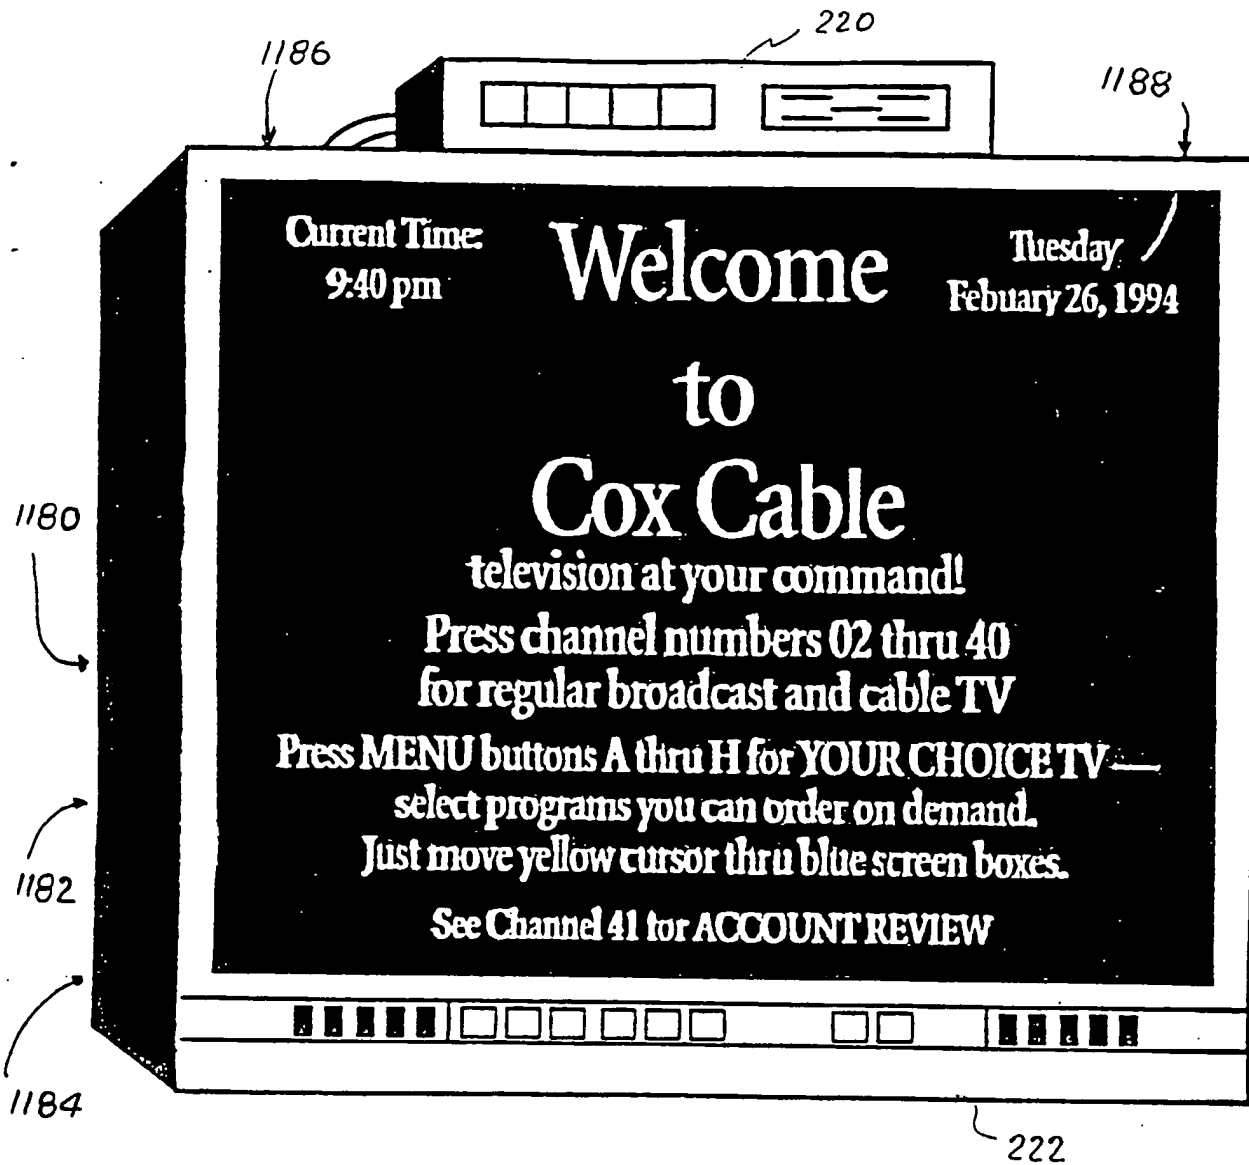 220
1186
1188
Current Time:
9:40 pm
Welcome
Tuesday
Febuary 26, 1994
to
Cox Cable
television at your command!
Press channel numbers 02 thru 40
for regular broadcast and cable TV
Press MENU buttons A thru H for YOUR CHOICE TV—
select programs you can order on demand.
Just move yellow cursor thru blue screen boxes.
See Channel 41 for ACCOUNT REVIEW
1180
1182
1184
222